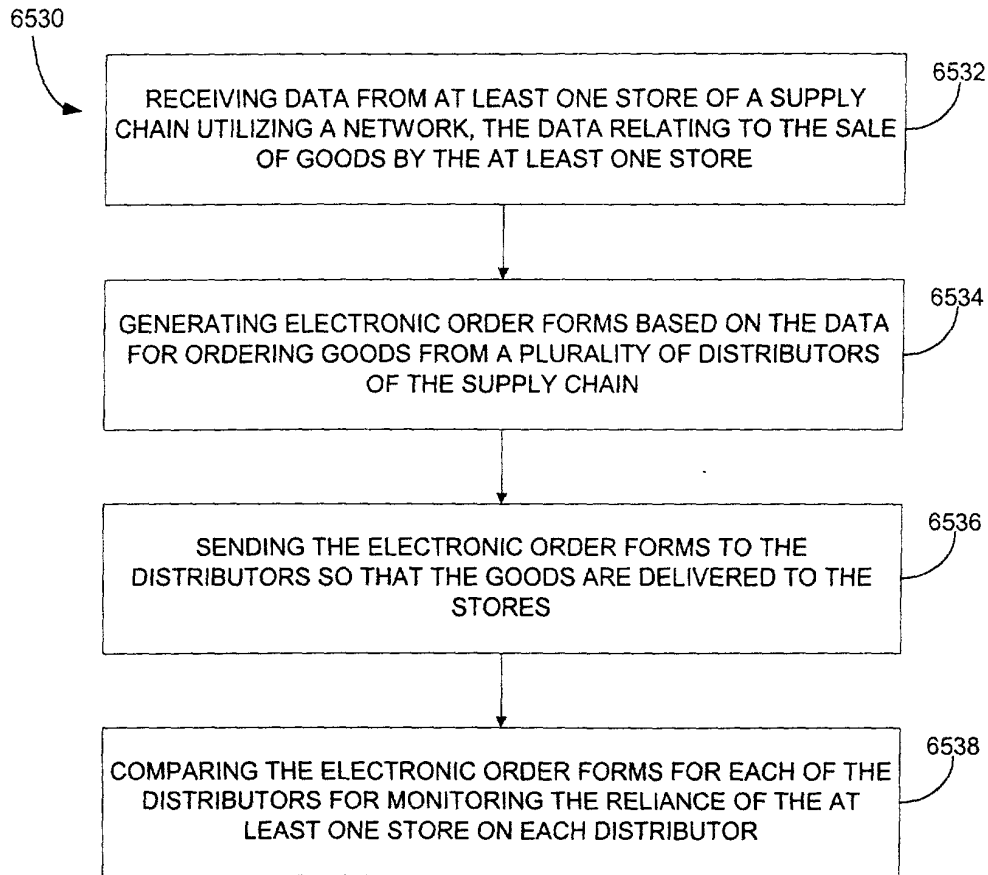 6530
6532
RECEIVING DATA FROM AT LEAST ONE STORE OF A SUPPLY
CHAIN UTILIZING A NETWORK, THE DATA RELATING TO THE SALE
OF GOODS BY THE AT LEAST ONE STORE
6534
GENERATING ELECTRONIC ORDER FORMS BASED ON THE DATA
FOR ORDERING GOODS FROM A PLURALITY OF DISTRIBUTORS
OF THE SUPPLY CHAIN
6536
SENDING THE ELECTRONIC ORDER FORMS TO THE
DISTRIBUTORS SO THAT THE GOODS ARE DELIVERED TO THE
STORES
6538
COMPARING THE ELECTRONIC ORDER FORMS FOR EACH OF THE
DISTRIBUTORS FOR MONITORING THE RELIANCE OF THE AT
LEAST ONE STORE ON EACH DISTRIBUTOR